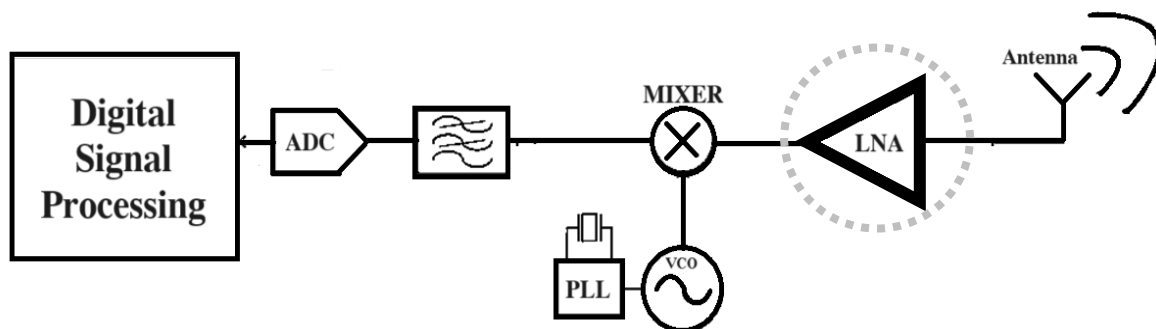 Digital
Signal
Processing
ADC
MIXER
LNA
Antenna
PLL
VCO